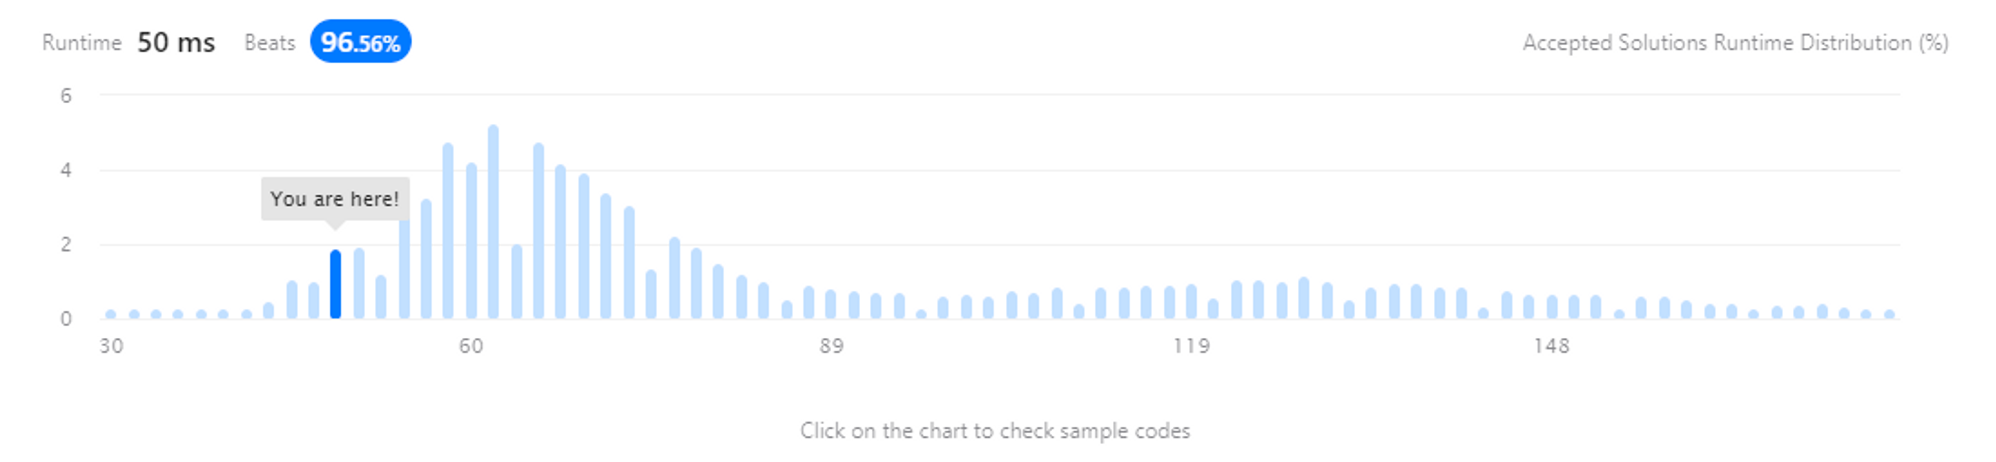 Runtime 50 ms Beats 96.56% Accepted Solutions Runtime Distribution (%)
6
4
You are here!
2
0
30 60 89 119 148
Click on the chart to check sample codes